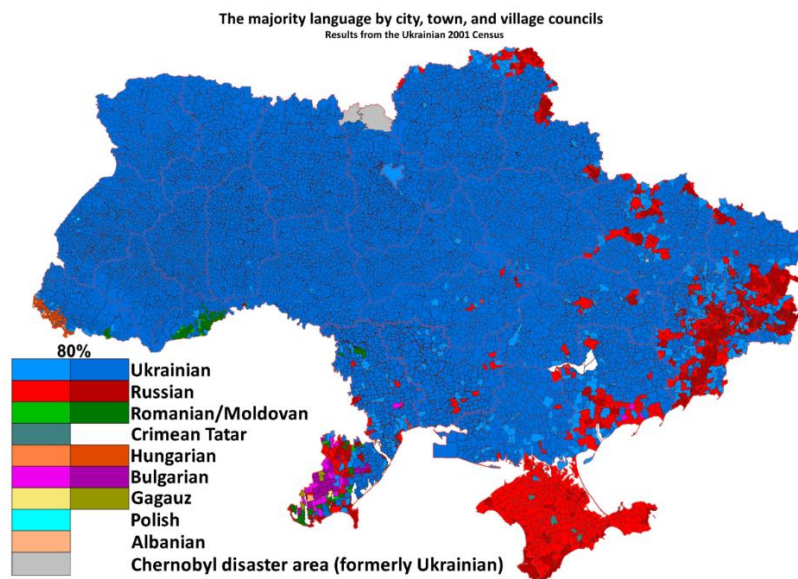 The majority language by city, town, and village councils
Results from the Ukrainian 2001 Census
80%
Ukrainian
Russian
Romanian/Moldovan
Crimean Tatar
Hungarian
Bulgarian
Gagauz
Polish
Albanian
Chernobyl disaster area (formerly Ukrainian)